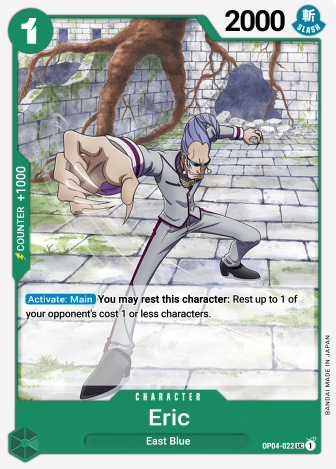 1
2000
斬
SLASH
COUNTER +1000
Activate: Main You may rest this character: Rest up to 1 of
your opponent's cost 1 or less characters.
BANDAI MADE IN JAPAN
CHARACTER
Eric
East Blue
OP04-022 UC 1